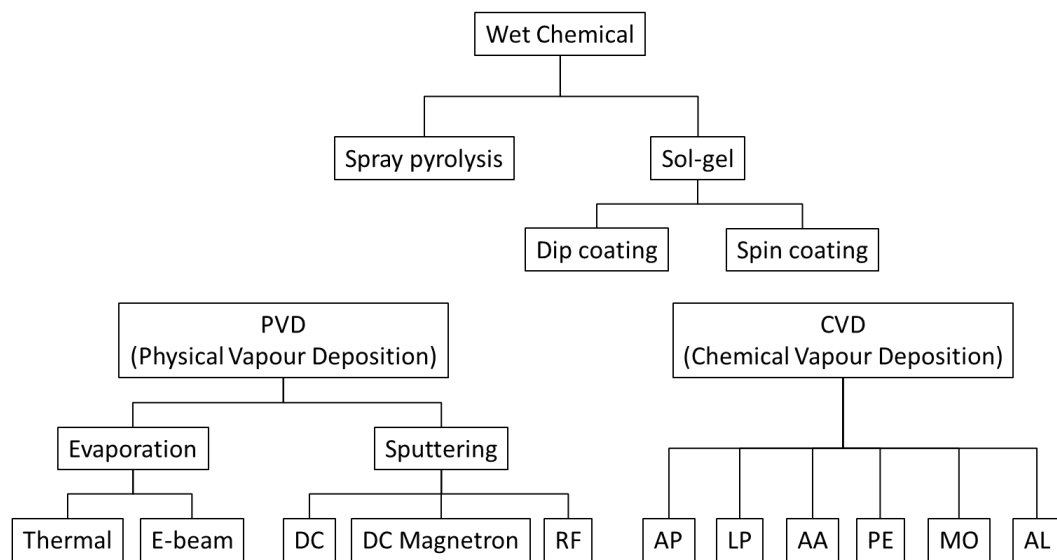 Wet Chemical
Spray pyrolysis
Sol-gel
Dip coating
Spin coating
PVD
(Physical Vapour Deposition)
CVD
(Chemical Vapour Deposition)
Evaporation
Sputtering
Thermal
E-beam
DC
DC Magnetron
RF
AP
LP
AA
PE
MO
AL